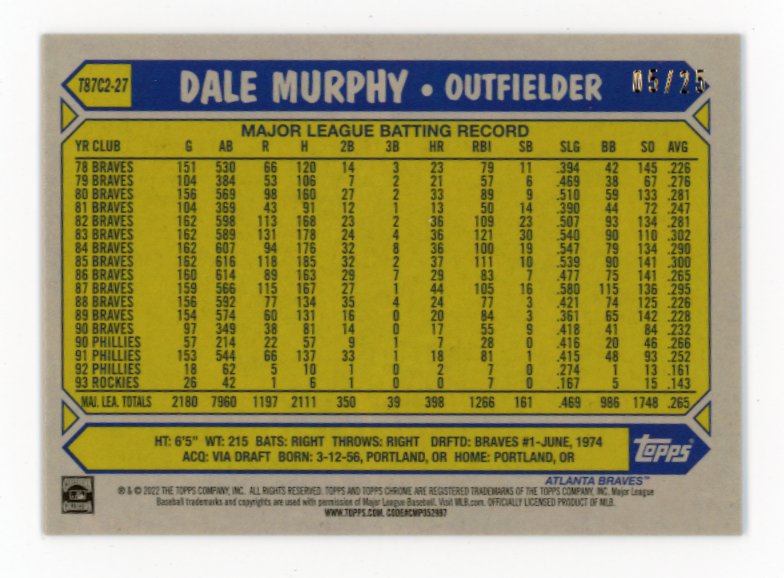 T87C2-27
DALE MURPHY • OUTFIELDER
05/25
MAJOR LEAGUE BATTING RECORD
YR CLUB G AB R H 2B 3B HR RBI SB SLG BB SO AVG
78 BRAVES 151 530 66 120 14 3 23 79 11 .394 42 145 .226
79 BRAVES 104 384 53 106 7 2 21 57 6 .469 38 67 .276
80 BRAVES 156 569 98 160 27 2 33 89 9 .510 59 133 .281
81 BRAVES 104 369 43 91 12 1 13 50 14 .390 44 72 .247
82 BRAVES 162 598 113 168 23 2 36 109 23 .507 93 134 .281
83 BRAVES 162 589 131 178 24 4 36 121 30 .540 90 110 .302
84 BRAVES 162 607 94 176 32 8 36 100 19 .547 79 134 .290
85 BRAVES 162 616 118 185 32 2 37 111 10 .539 90 141 .300
86 BRAVES 160 614 89 163 29 7 29 83 7 .477 75 141 .265
87 BRAVES 159 566 115 167 27 1 44 105 16 .580 115 136 .295
88 BRAVES 156 592 77 134 35 4 24 77 3 .421 74 125 .226
89 BRAVES 154 574 60 131 16 0 20 84 3 .361 65 142 .228
90 BRAVES 97 349 38 81 14 0 17 55 9 .418 41 84 .232
90 PHILLIES 57 214 22 57 9 1 7 28 0 .416 20 46 .266
91 PHILLIES 153 544 66 137 33 1 18 81 1 .415 48 93 .252
92 PHILLIES 18 62 5 10 1 0 2 7 0 .274 1 13 .161
93 ROCKIES 26 42 1 6 1 0 0 7 0 .167 5 15 .143
MAJ. LEA. TOTALS 2180 7960 1197 2111 350 39 398 1266 161 .469 986 1748 .265
HT: 6'5" WT: 215 BATS: RIGHT THROWS: RIGHT DRFTD: BRAVES #1-JUNE, 1974
ACQ: VIA DRAFT BORN: 3-12-56, PORTLAND, OR HOME: PORTLAND, OR
TOPPS
ATLANTA BRAVES™
® & © 2022 THE TOPPS COMPANY, INC. ALL RIGHTS RESERVED. TOPPS AND TOPPS CHROME ARE REGISTERED TRADEMARKS OF THE TOPPS COMPANY, INC. Major League
Baseball trademarks and copyrights are used with permission of Major League Baseball. Visit MLB.com. OFFICIALLY LICENSED PRODUCT OF MLB.
WWW.TOPPS.COM. CODE#CMP052997